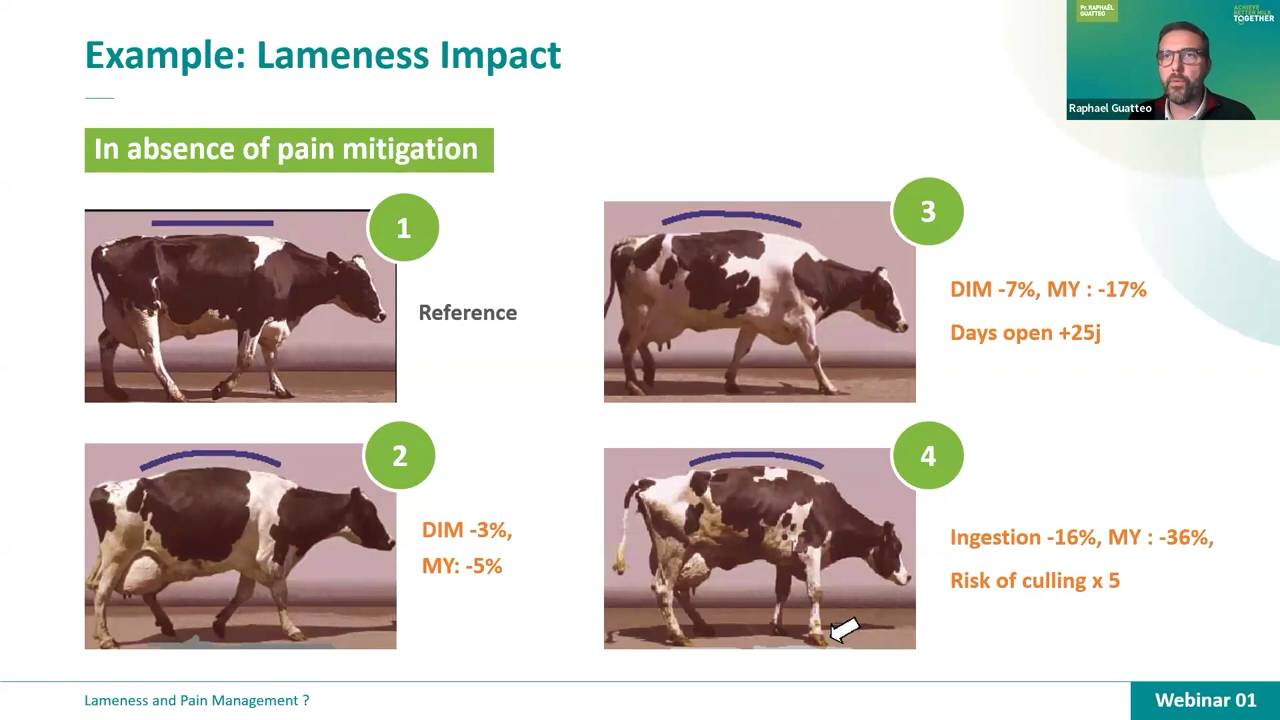 Example: Lameness Impact
Pr. RAPHAËL
GUATTEO
ACHIEVE
BETTER MILK
TOGETHER
Raphael Guatteo
In absence of pain mitigation
1
Reference
3
DIM -7%, MY : -17%
Days open +25j
2
DIM -3%,
MY: -5%
4
Ingestion -16%, MY : -36%,
Risk of culling x 5
Lameness and Pain Management ?
Webinar 01